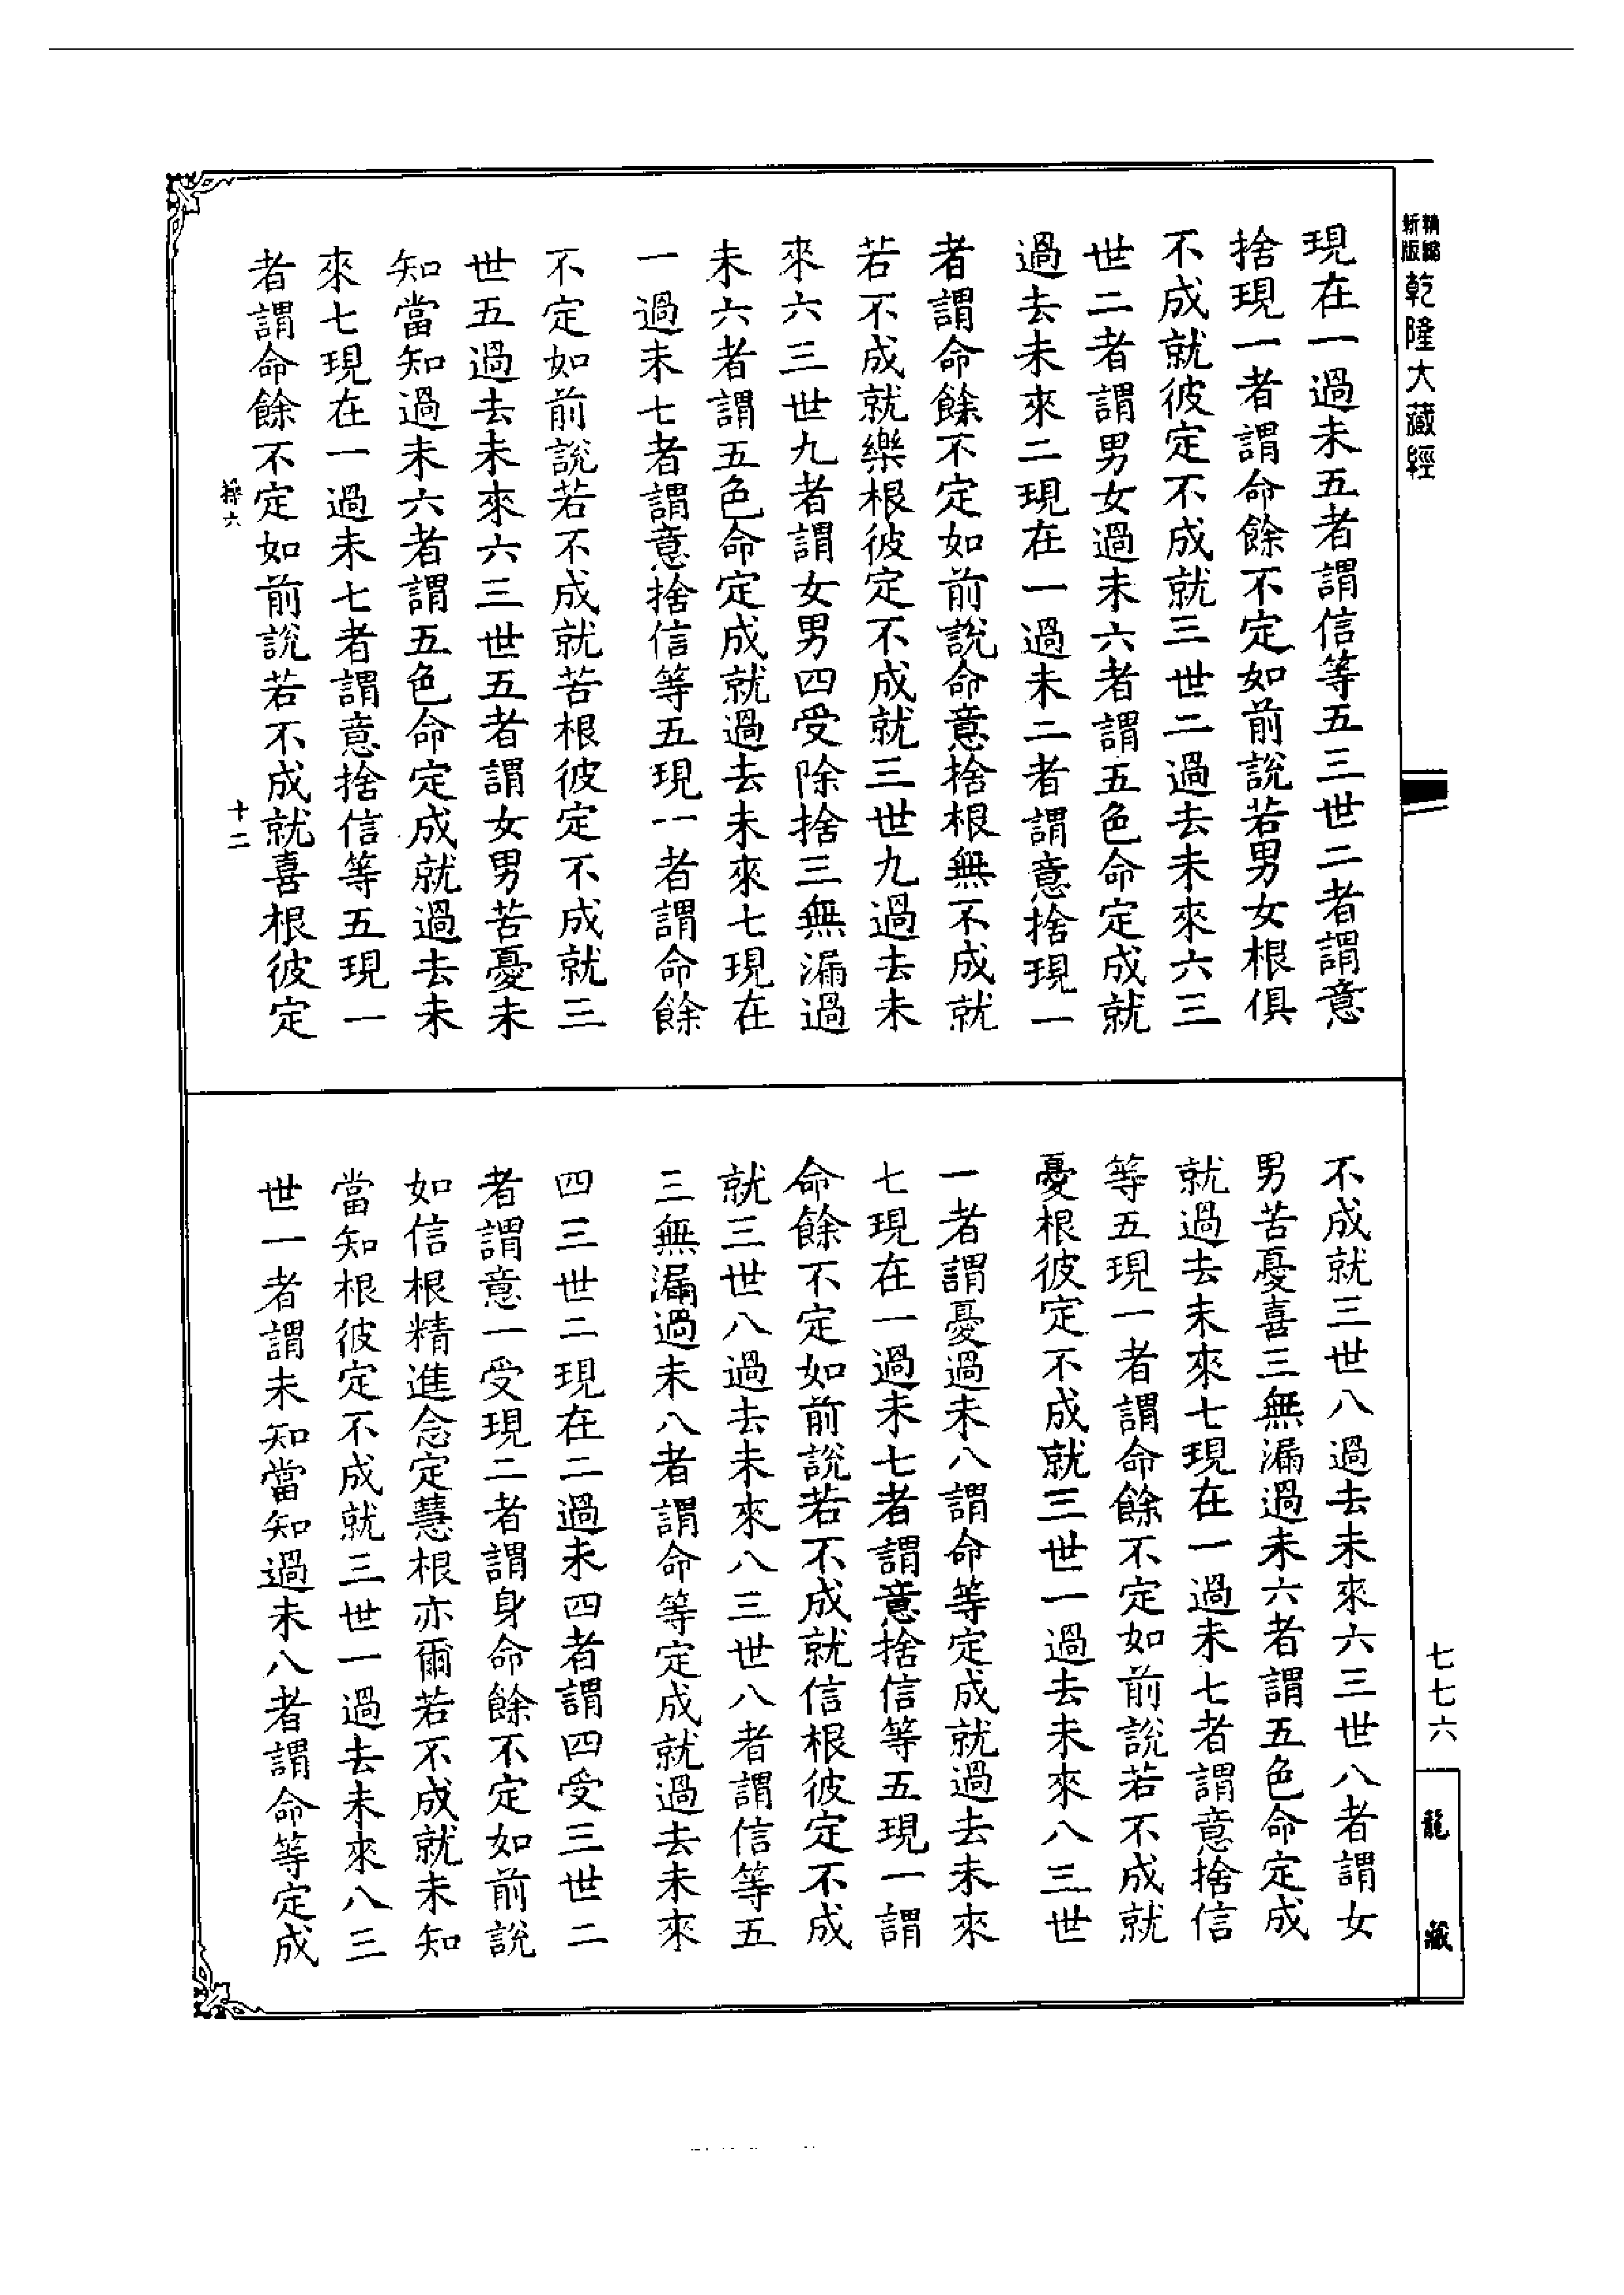 精縮新版乾隆大藏經
現在一過未五者謂信等五三世二者謂意
捨現一者謂命餘不定如前說若男女根俱
不成就彼定不成就三世二過去未來六三
世二者謂男女過未六者謂五色命定成就
過去未來二現在一過未二者謂意捨現一
者謂命餘不定如前說命意捨根無不成就
若不成就樂根彼定不成就三世九過去未
來六三世九者謂女男四受除捨三無漏過
未六者謂五色命定成就過去未來七現在
一過未七者謂意捨信等五現一者謂命餘
不定如前說若不成就苦根彼定不成就三
世五過去未來六三世五者謂女男苦憂未
知當知過未六者謂五色命定成就過去未
來七現在一過未七者謂意捨信等五現一
者謂命餘不定如前說若不成就喜根彼定
操六
十二
不成就三世八過去未來六三世八者謂女
男苦憂喜三無漏過未六者謂五色命定成
就過去未來七現在一過未七者謂意捨信
等五現一者謂命餘不定如前說若不成就
憂根彼定不成就三世一過去未來八三世
一者謂憂過未八謂命等定成就過去未來
七現在一過未七者謂意捨信等五現一謂
命餘不定如前說若不成就信根彼定不成
就三世八過去未來八三世八者謂信等五
三無漏過未八者謂命等定成就過去未來
四三世二現在二過未四者謂四受三世二
者謂意一受現二者謂身命餘不定如前說
如信根精進念定慧根亦爾若不成就未知
當知根彼定不成就三世一過去未來八三
世一者謂未知當知過未八者謂命等定成
七七六
龍藏